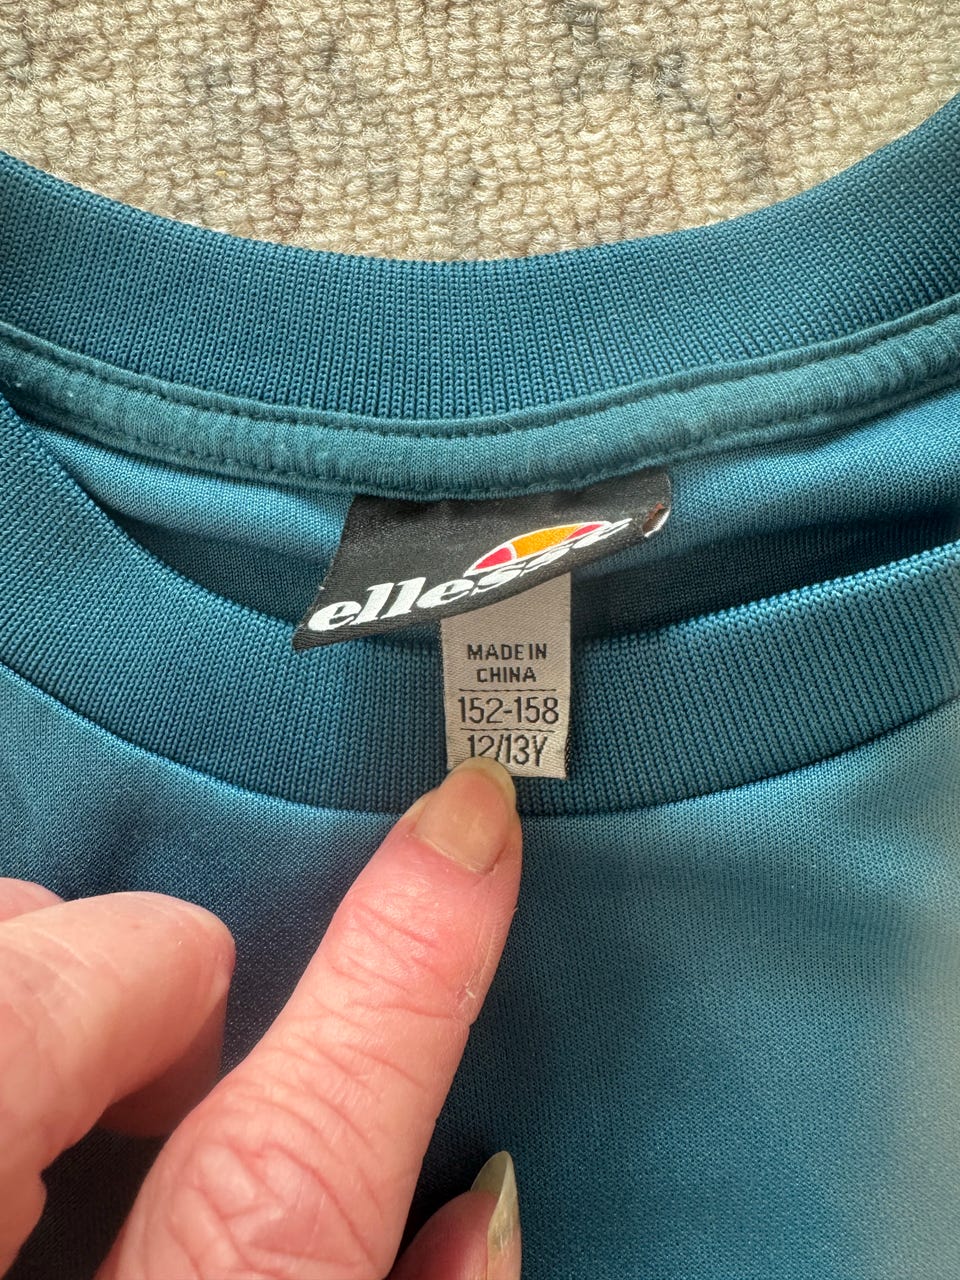 ellesse
MADE IN
CHINA
152-158
12/13Y